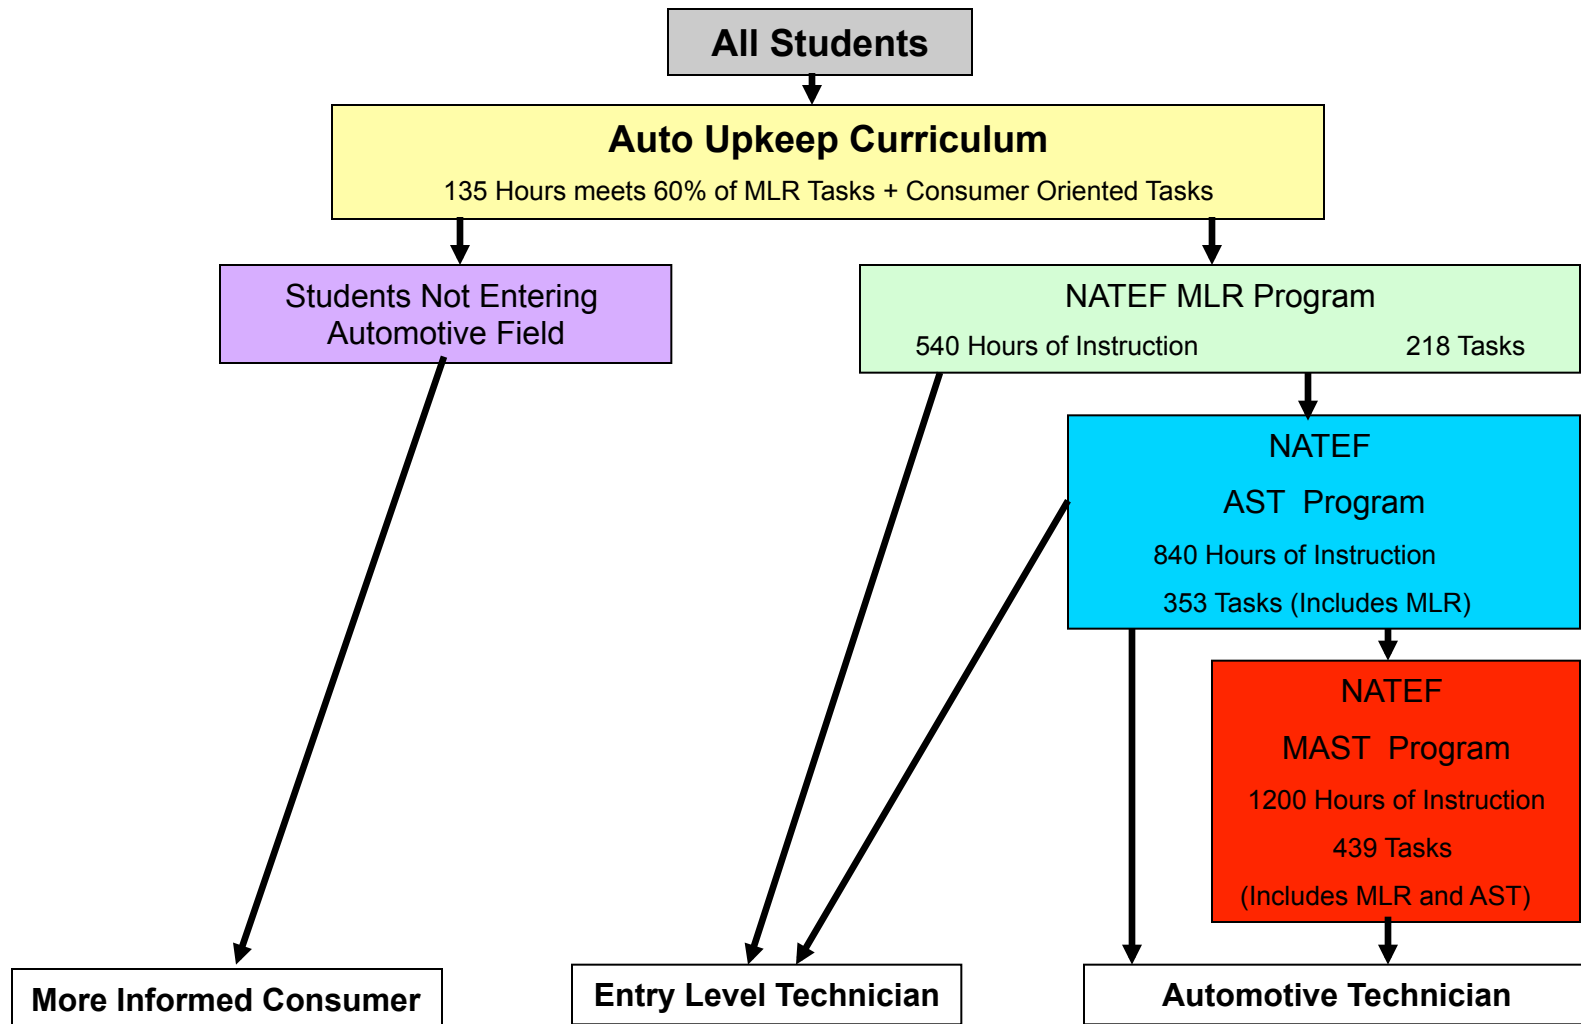 All Students
Auto Upkeep Curriculum
135 Hours meets 60% of MLR Tasks + Consumer Oriented Tasks
Students Not Entering
Automotive Field
NATEF MLR Program
540 Hours of Instruction 218 Tasks
NATEF
AST Program
840 Hours of Instruction
353 Tasks (Includes MLR)
NATEF
MAST Program
1200 Hours of Instruction
439 Tasks
(Includes MLR and AST)
More Informed Consumer
Entry Level Technician
Automotive Technician